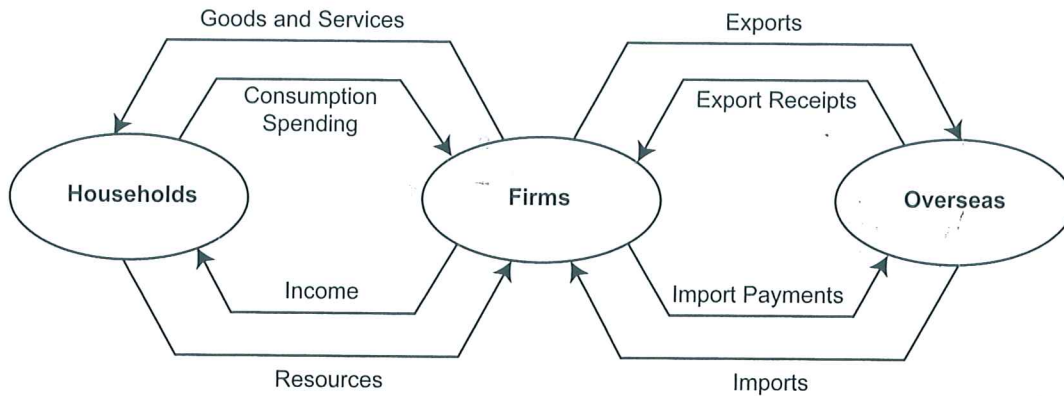 Goods and Services
Exports
Consumption
Spending
Export Receipts
Households
Firms
Overseas
Income
Import Payments
Resources
Imports